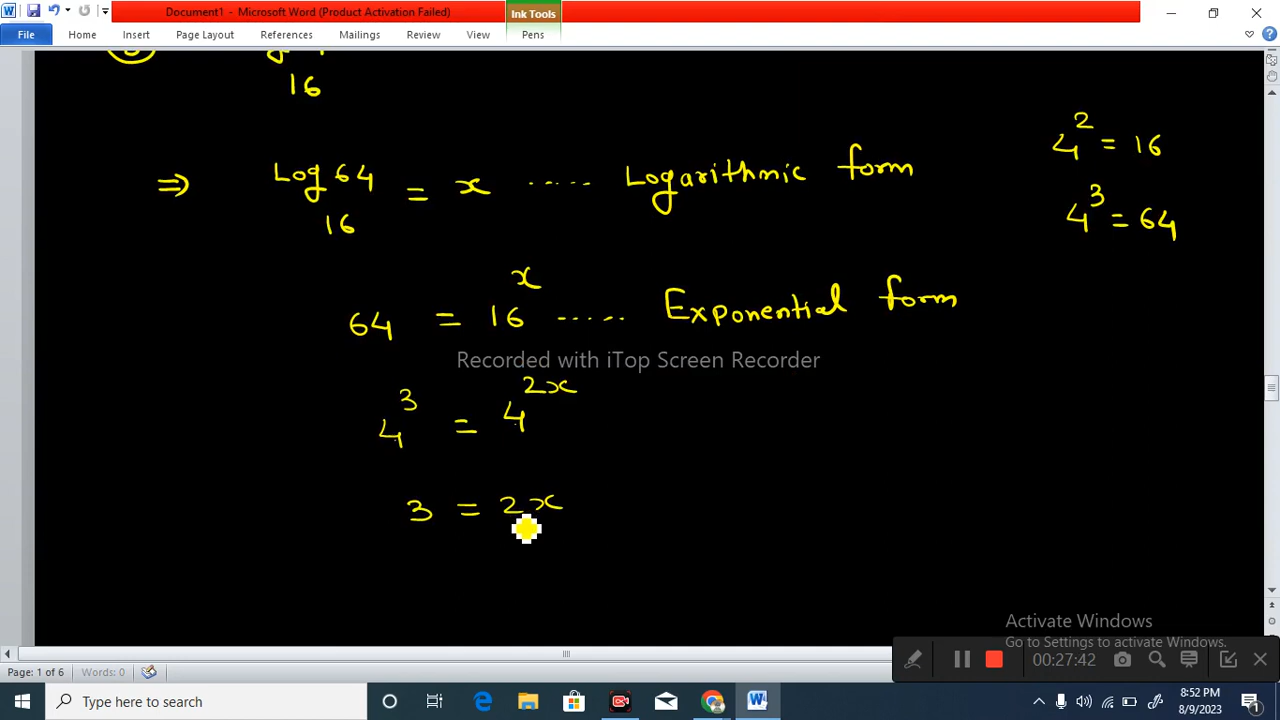 Document1 - Microsoft Word (Product Activation Failed)
Ink Tools
File Home Insert Page Layout References Mailings Review View Pens
16
4² = 16
⇒ Log 64 = x ..... Logarithmic form
16
4³ = 64
64 = 16ˣ ...... Exponential form
Recorded with iTop Screen Recorder
4³ = 4²ˣ
3 = 2x
Activate Windows
Go to Settings to activate Windows.
00:27:42
Page: 1 of 6 Words: 0
Type here to search
8:52 PM
8/9/2023